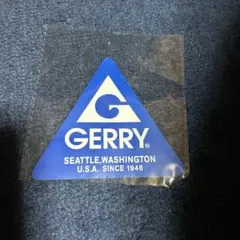 G
GERRY®
SEATTLE,WASHINGTON
U.S.A. SINCE 1946